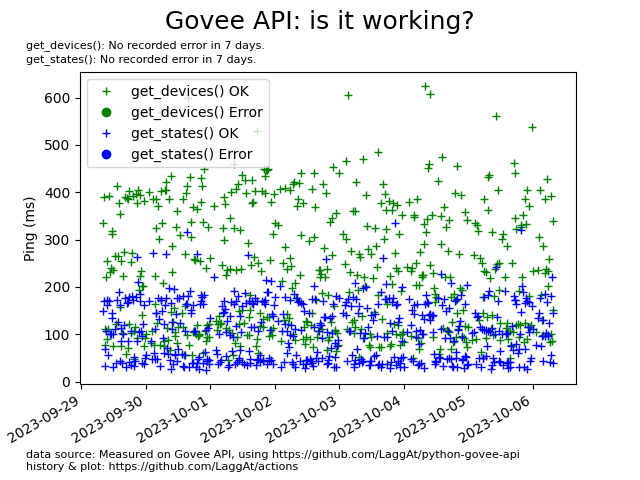 Govee API: is it working?
get_devices(): No recorded error in 7 days.
get_states(): No recorded error in 7 days.
get_devices() OK
get_devices() Error
get_states() OK
get_states() Error
Ping (ms)
600
500
400
300
200
100
0
2023-09-29
2023-09-30
2023-10-01
2023-10-02
2023-10-03
2023-10-04
2023-10-05
2023-10-06
data source: Measured on Govee API, using https://github.com/LaggAt/python-govee-api
history & plot: https://github.com/LaggAt/actions